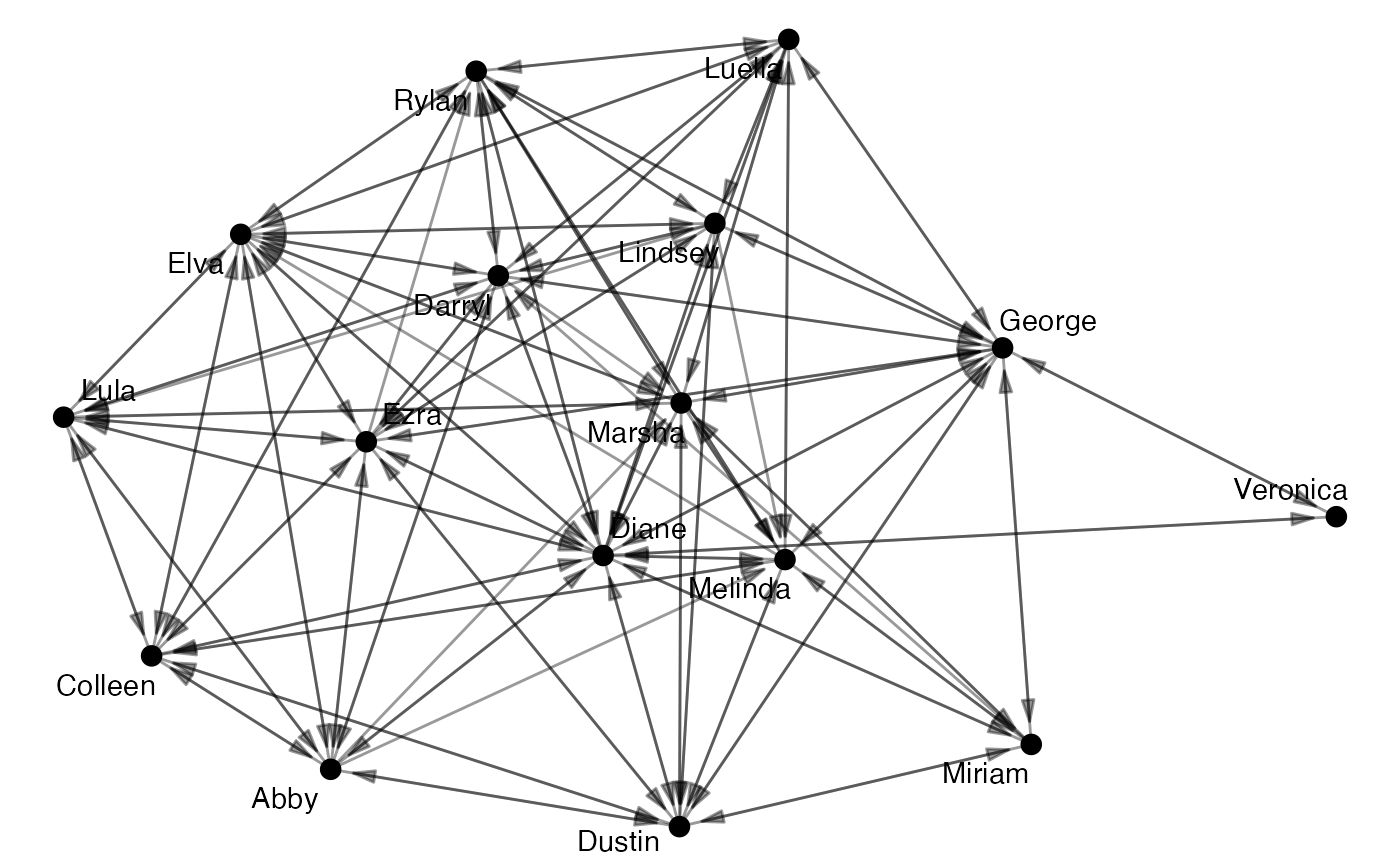 Luella
Rylan
Lindsey
Elva
Darryl
George
Lula
Ezra
Marsha
Veronica
Diane
Melinda
Colleen
Miriam
Abby
Dustin